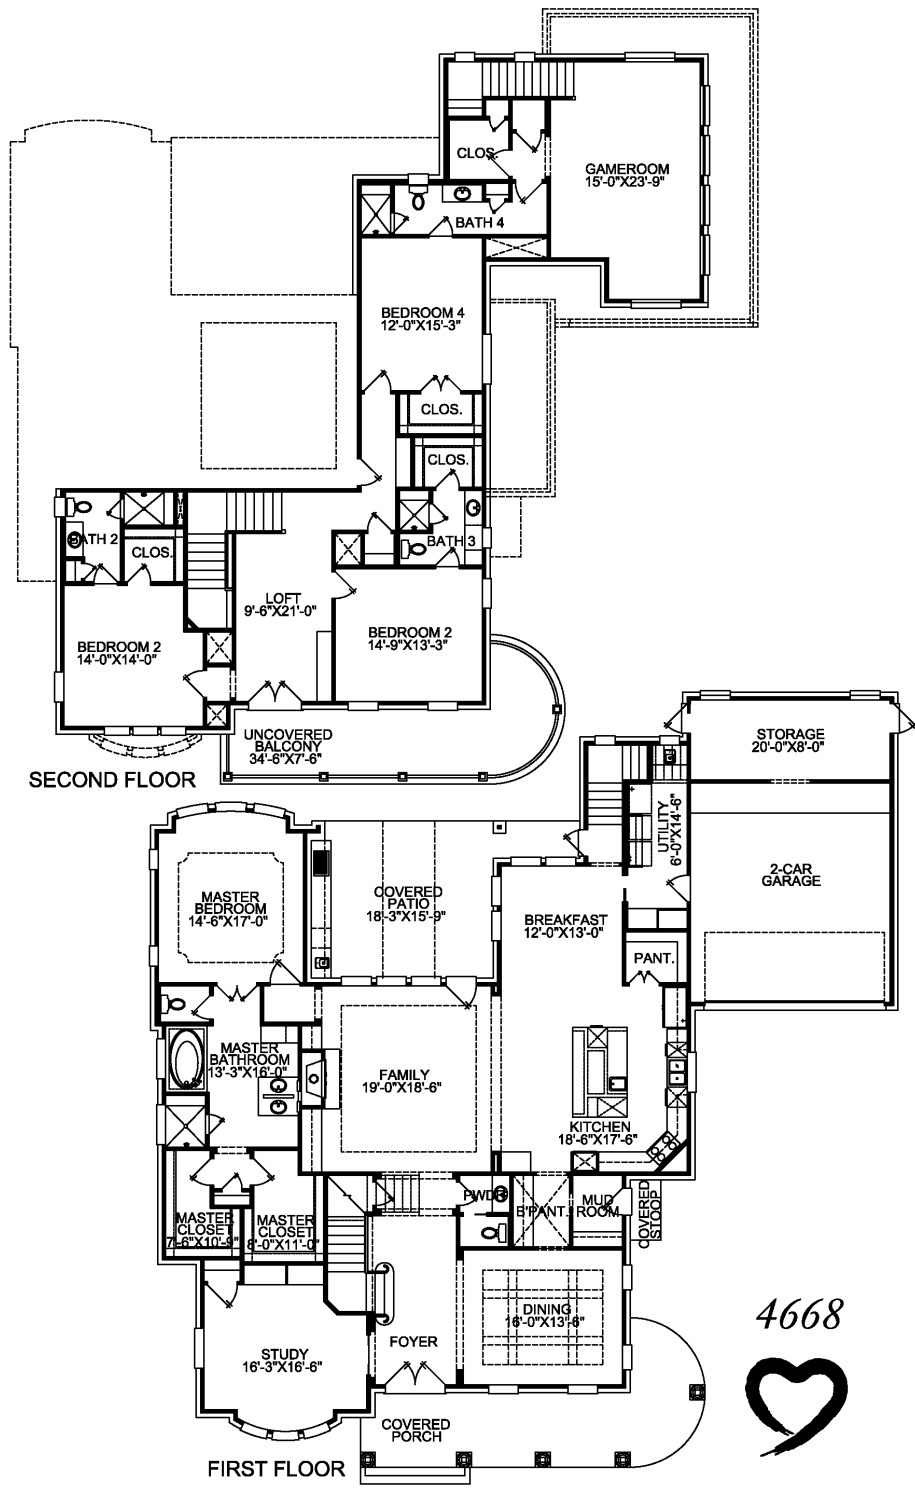 CLOS.
GAMEROOM
15'-0"X23'-9"
BATH 4
BEDROOM 4
12'-0"X15'-3"
CLOS.
CLOS.
BATH 2
CLOS.
BATH 3
LOFT
9'-6"X21'-0"
BEDROOM 2
14'-0"X14'-0"
BEDROOM 2
14'-9"X13'-3"
UNCOVERED
BALCONY
34'-6"X7'-6"
SECOND FLOOR
STORAGE
20'-0"X8'-0"
UTILITY
6'-0"X14'-6"
2-CAR
GARAGE
MASTER
BEDROOM
14'-6"X17'-0"
COVERED
PATIO
18'-3"X15'-9"
BREAKFAST
12'-0"X13'-0"
PANT.
MASTER
BATHROOM
13'-3"X16'-0"
FAMILY
19'-0"X18'-6"
KITCHEN
18'-6"X17'-6"
MASTER
CLOSET
7'-6"X10'-9"
MASTER
CLOSET
8'-0"X11'-0"
PWDR
B'PANT.
MUD
ROOM
COVERED
STOOP
DINING
16'-0"X13'-6"
STUDY
16'-3"X16'-6"
FOYER
COVERED
PORCH
FIRST FLOOR
4668